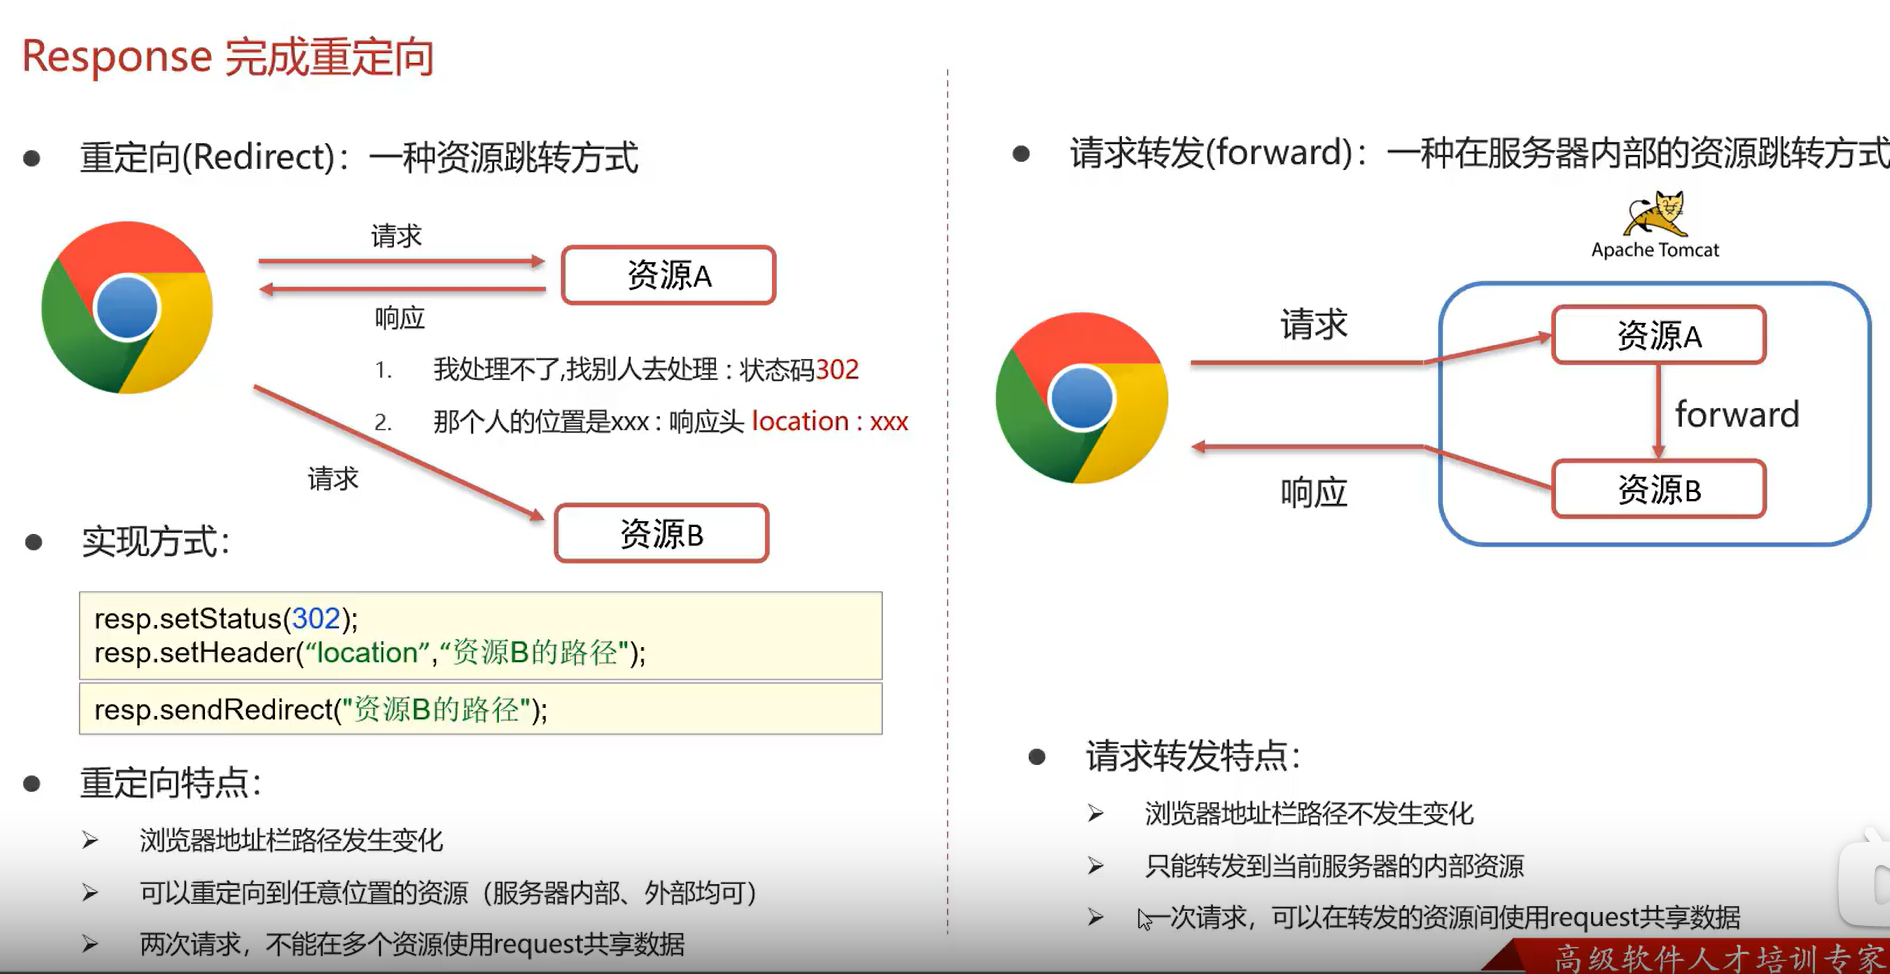 Response 完成重定向
重定向(Redirect)：一种资源跳转方式
请求
资源A
响应
1. 我处理不了,找别人去处理 : 状态码302
2. 那个人的位置是xxx : 响应头 location : xxx
请求
资源B
实现方式：
resp.setStatus(302);
resp.setHeader(“location”,“资源B的路径");
resp.sendRedirect("资源B的路径");
重定向特点：
浏览器地址栏路径发生变化
可以重定向到任意位置的资源（服务器内部、外部均可）
两次请求，不能在多个资源使用request共享数据
请求转发(forward)：一种在服务器内部的资源跳转方式
Apache Tomcat
请求
资源A
forward
资源B
响应
请求转发特点：
浏览器地址栏路径不发生变化
只能转发到当前服务器的内部资源
一次请求，可以在转发的资源间使用request共享数据
高级软件人才培训专家